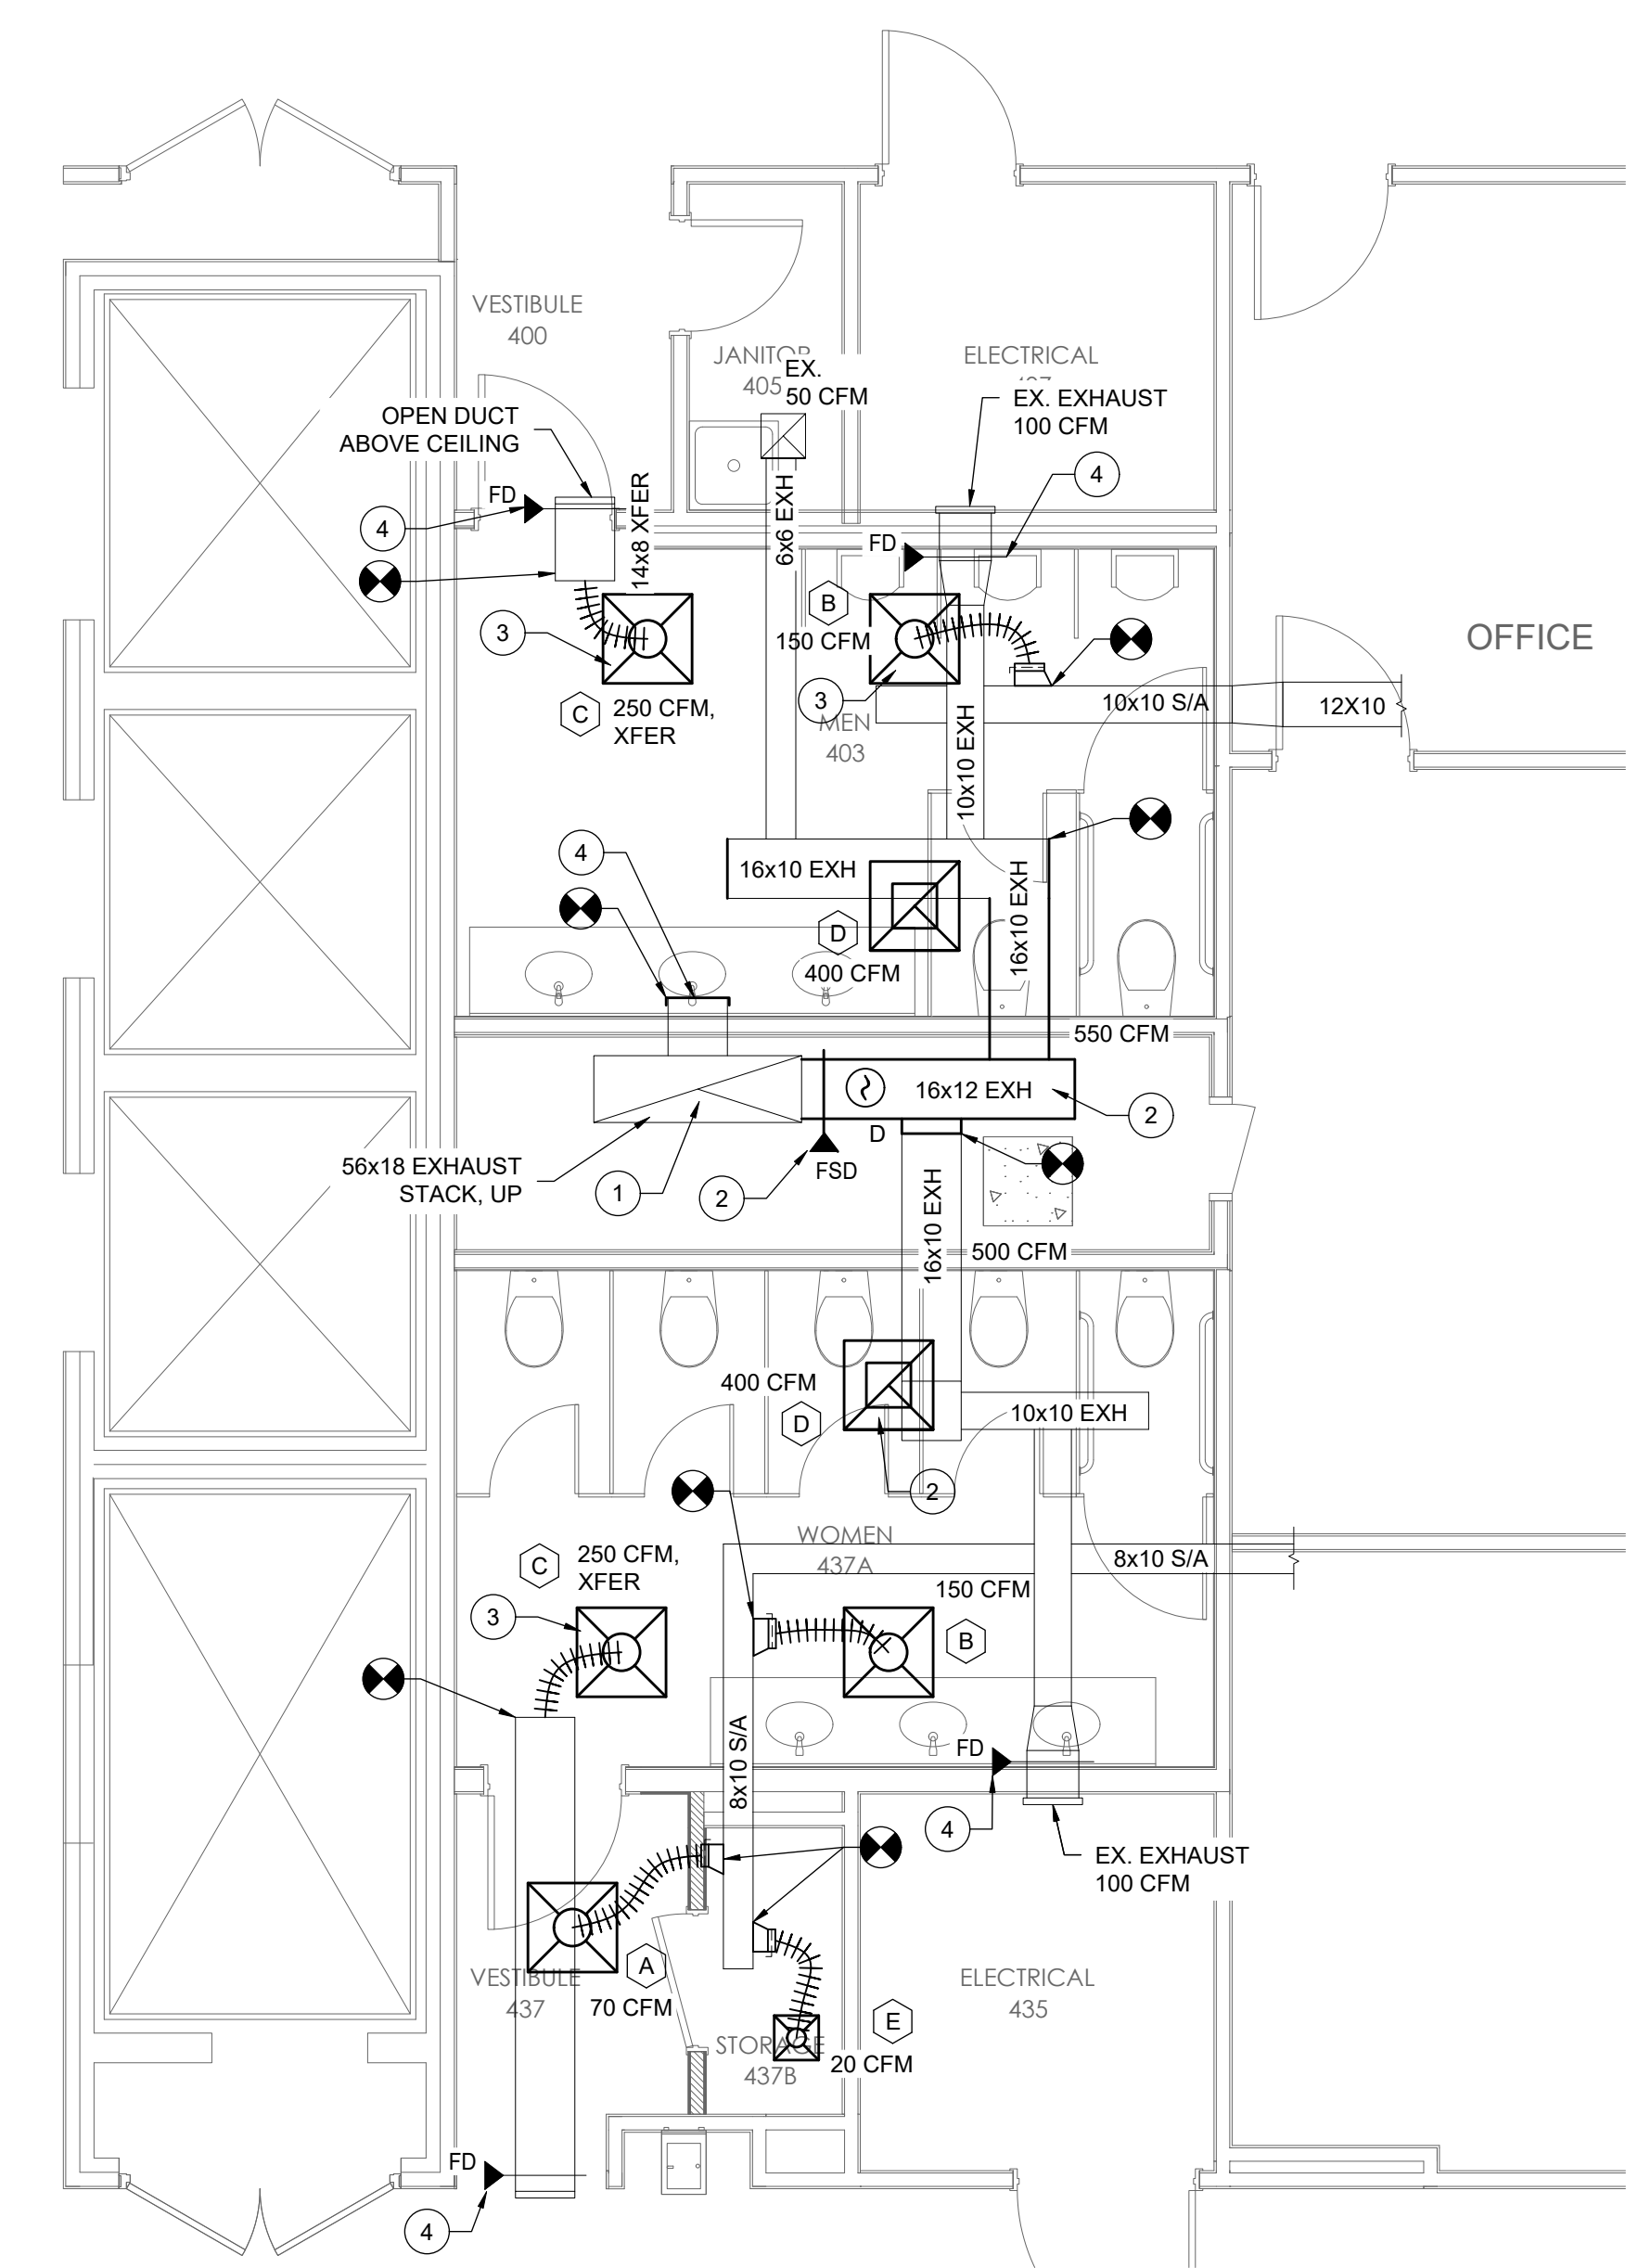 VESTIBULE
400
JANITOR
405
EX.
50 CFM
ELECTRICAL
EX. EXHAUST
100 CFM
OPEN DUCT
ABOVE CEILING
4
FD
4
14x8 XFER
6x6 EXH
FD
B
150 CFM
3
OFFICE
3
C
250 CFM,
XFER
MEN
403
10x10 EXH
10x10 S/A
12X10
4
16x10 EXH
16x10 EXH
D
400 CFM
550 CFM
16x12 EXH
2
D
56x18 EXHAUST
STACK, UP
1
2
FSD
16x10 EXH
500 CFM
400 CFM
D
10x10 EXH
2
WOMEN
437A
C
250 CFM,
XFER
8x10 S/A
150 CFM
3
B
8x10 S/A
FD
4
EX. EXHAUST
100 CFM
VESTIBULE
437
A
70 CFM
ELECTRICAL
435
E
STORAGE
437B
20 CFM
FD
4